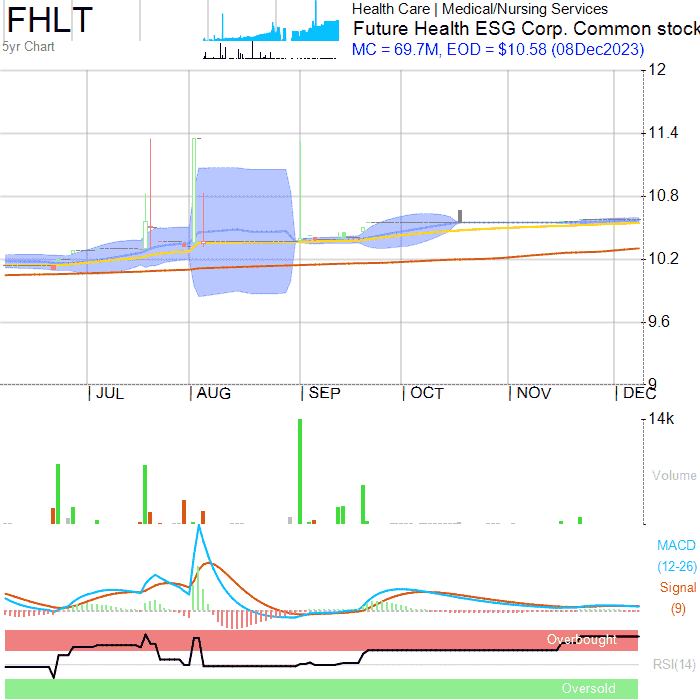 FHLT
5yr Chart
Health Care | Medical/Nursing Services
Future Health ESG Corp. Common stock
MC = 69.7M, EOD = $10.58 (08Dec2023)
12
11.4
10.8
10.2
9.6
9
JUL AUG SEP OCT NOV DEC
14k
Volume
MACD
(12-26)
Signal
(9)
Overbought
RSI(14)
Oversold